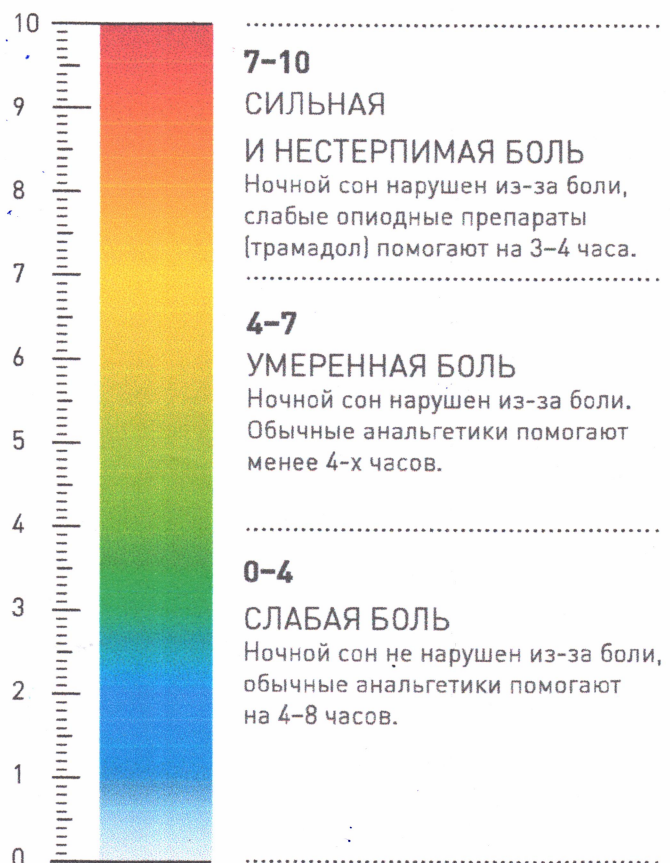 10
9
8
7
6
5
4
3
2
1
0
7–10
СИЛЬНАЯ
И НЕСТЕРПИМАЯ БОЛЬ
Ночной сон нарушен из-за боли,
слабые опиодные препараты
(трамадол) помогают на 3–4 часа.
4–7
УМЕРЕННАЯ БОЛЬ
Ночной сон нарушен из-за боли.
Обычные анальгетики помогают
менее 4-х часов.
0–4
СЛАБАЯ БОЛЬ
Ночной сон не нарушен из-за боли,
обычные анальгетики помогают
на 4–8 часов.